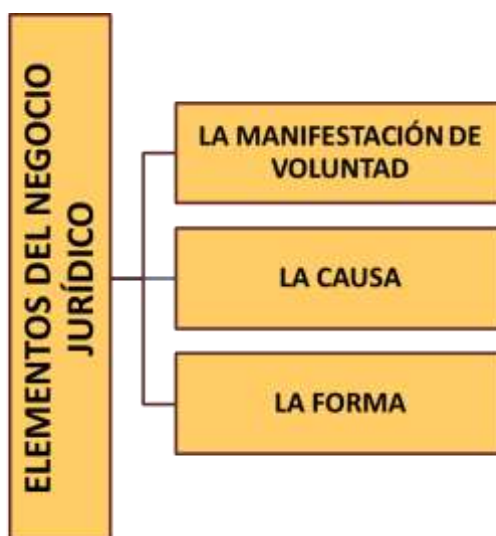 ELEMENTOS DEL NEGOCIO
JURÍDICO
LA MANIFESTACIÓN DE
VOLUNTAD
LA CAUSA
LA FORMA